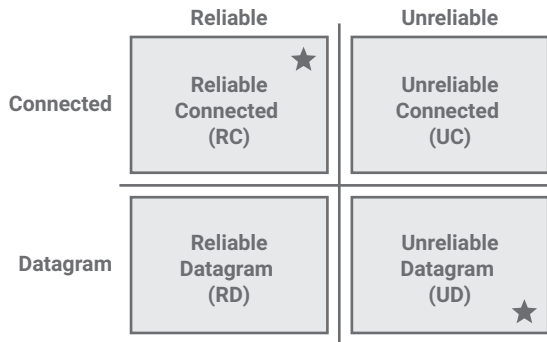 Reliable
Unreliable
Connected
Reliable
Connected
(RC)
Unreliable
Connected
(UC)
Datagram
Reliable
Datagram
(RD)
Unreliable
Datagram
(UD)